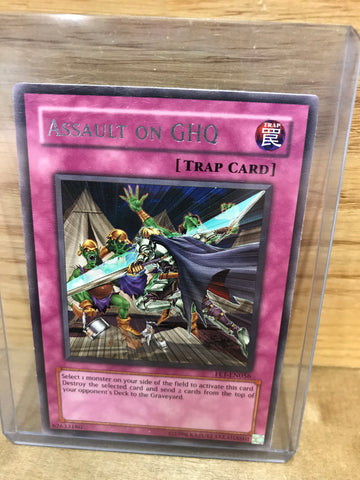 ASSAULT ON GHQ
TRAP
罠
[TRAP CARD]
Select 1 monster on your side of the field to activate this card.
Destroy the selected card and send 2 cards from the top of
your opponent's Deck to the Graveyard.